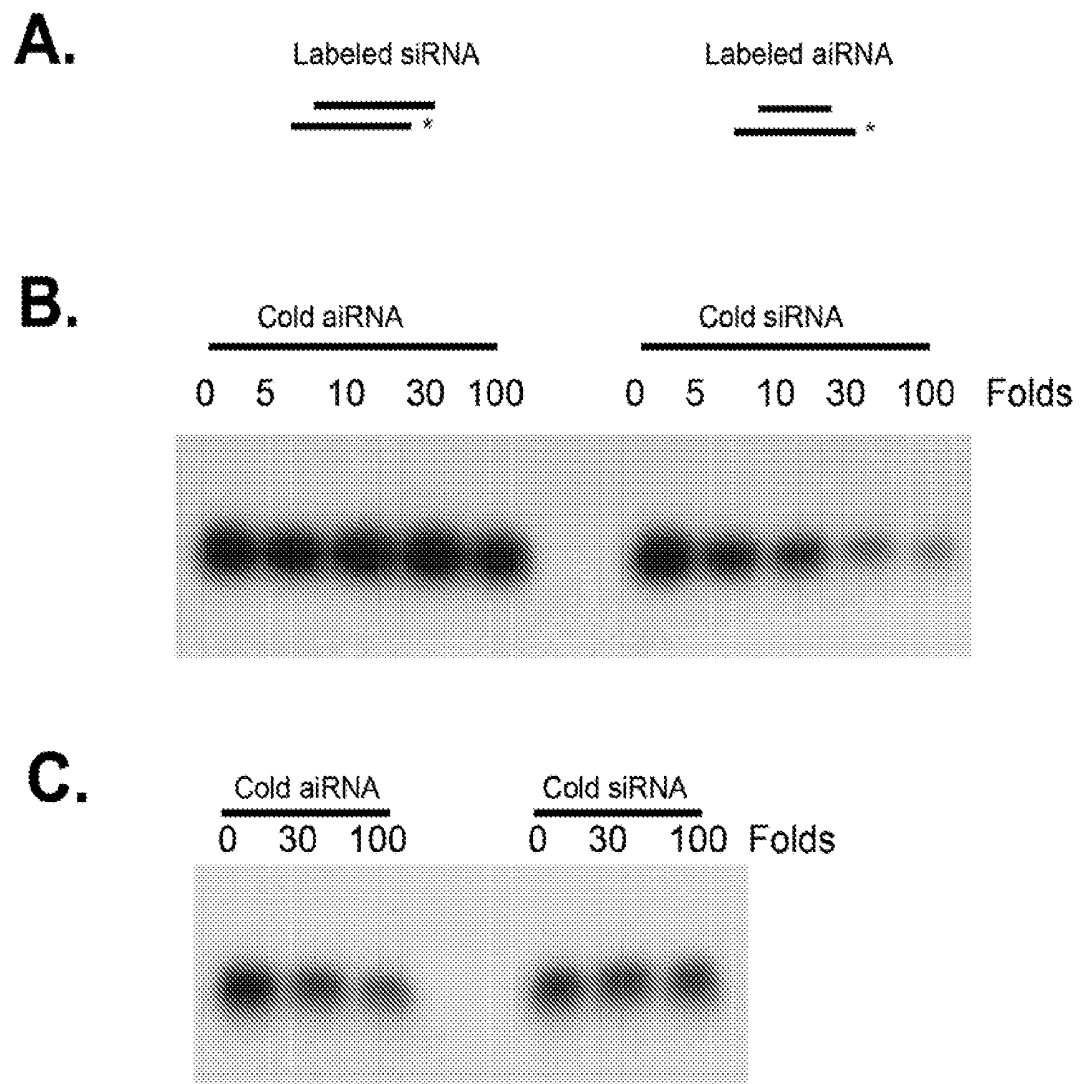 A.
Labeled siRNA Labeled aiRNA
* *
B.
Cold aiRNA Cold siRNA
0 5 10 30 100 0 5 10 30 100 Folds
C.
Cold aiRNA Cold siRNA
0 30 100 0 30 100 Folds